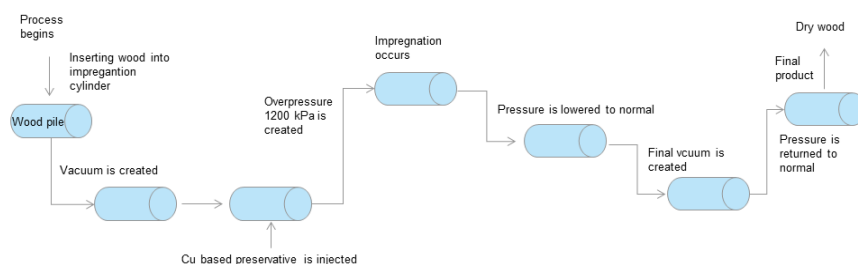 Process
begins
Inserting wood into
impregantion
cylinder
Wood pile
Vacuum is created
Cu based preservative is injected
Overpressure
1200 kPa is
created
Impregnation
occurs
Pressure is lowered to normal
Final vcuum is
created
Dry wood
Final
product
Pressure is
returned to
normal